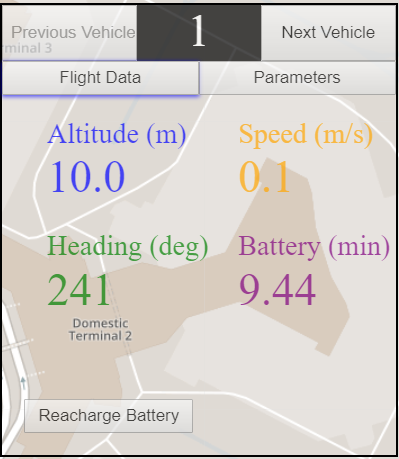 Previous Vehicle
1
Next Vehicle
rminal 3
Flight Data
Parameters
Altitude (m)
Speed (m/s)
10.0
0.1
Heading (deg)
Battery (min)
241
9.44
Domestic
Terminal 2
Reacharge Battery